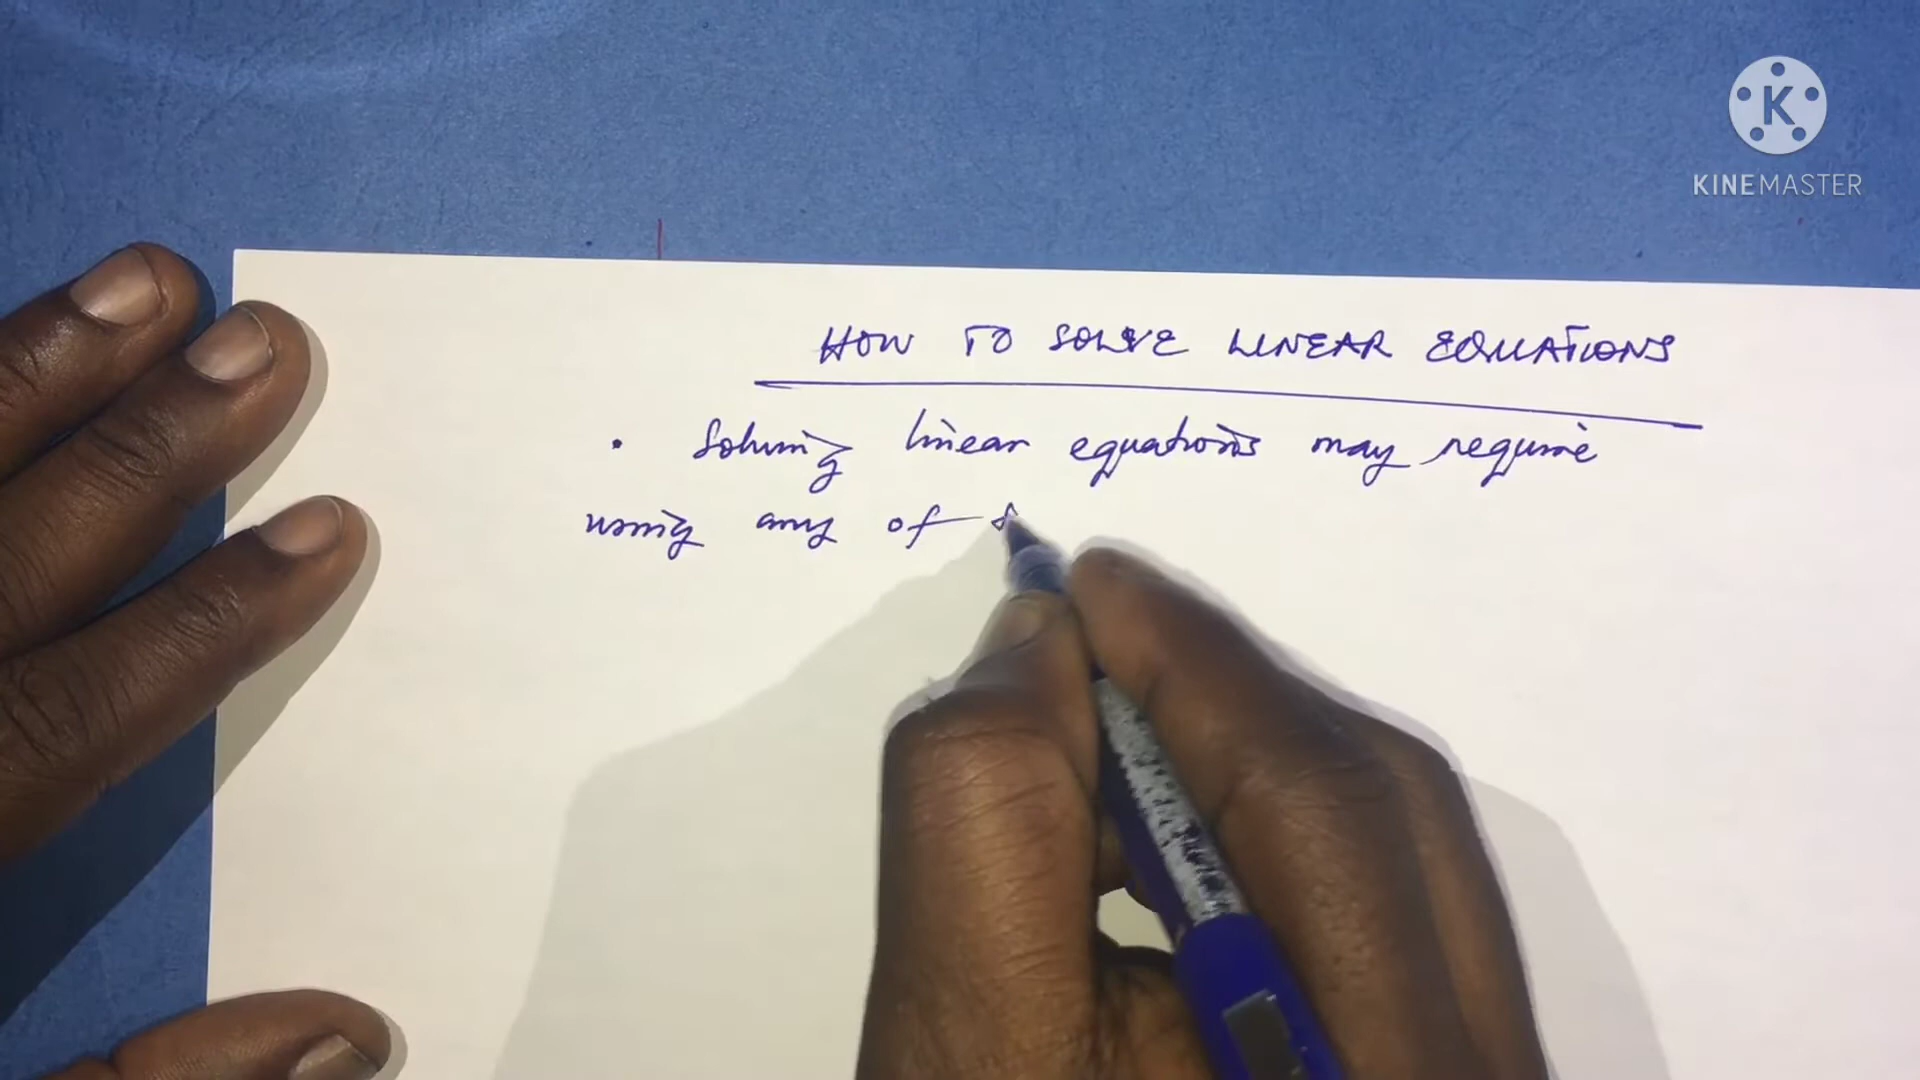 K
KINEMASTER
HOW TO SOLVE LINEAR EQUATIONS
• Solving linear equations may require
using any of